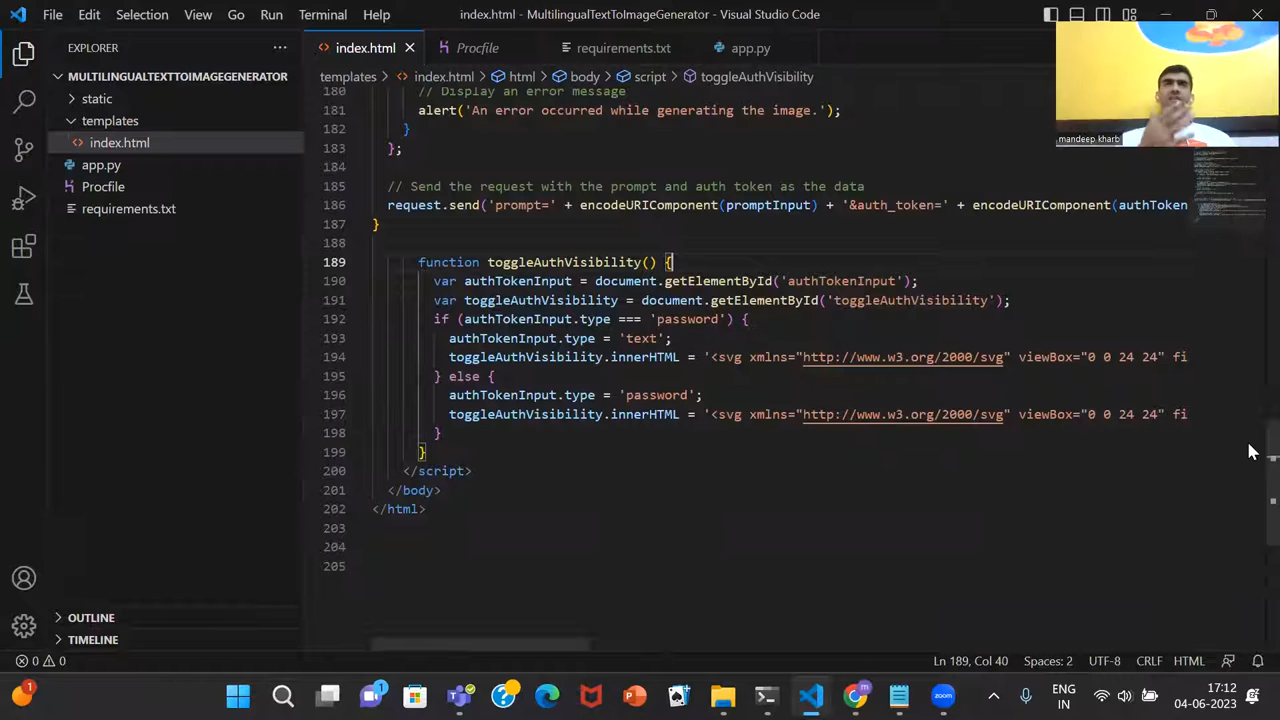 File Edit Selection View Go Run Terminal Help
index.html - MultilingualTextToImageGenerator - Visual Studio Code
EXPLORER
index.html
Procfile
requirements.txt
app.py
MULTILINGUALTEXTTOIMAGEGENERATOR
static
templates
index.html
app.py
Procfile
requirements.txt
templates > index.html > html > body > script > toggleAuthVisibility
180 // Display an error message
181 alert('An error occurred while generating the image.');
182 }
183 };
184
185 // Send the request with the prompt and auth token as the data
186 request.send('prompt=' + encodeURIComponent(promptInput) + '&auth_token=' + encodeURIComponent(authToken
187 }
188
189 function toggleAuthVisibility() {
190 var authTokenInput = document.getElementById('authTokenInput');
191 var toggleAuthVisibility = document.getElementById('toggleAuthVisibility');
192 if (authTokenInput.type === 'password') {
193 authTokenInput.type = 'text';
194 toggleAuthVisibility.innerHTML = '<svg xmlns="http://www.w3.org/2000/svg" viewBox="0 0 24 24" fi
195 } else {
196 authTokenInput.type = 'password';
197 toggleAuthVisibility.innerHTML = '<svg xmlns="http://www.w3.org/2000/svg" viewBox="0 0 24 24" fi
198 }
199 }
200 </script>
201 </body>
202 </html>
203
204
205
mandeep kharb
OUTLINE
TIMELINE
0 0
Ln 189, Col 40 Spaces: 2 UTF-8 CRLF HTML
1
ENG
IN
17:12
04-06-2023
zoom